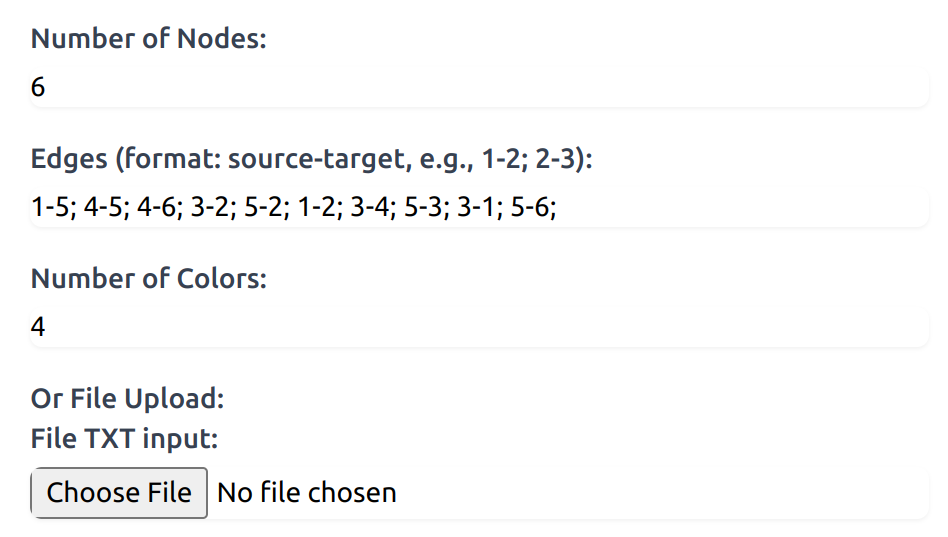 Number of Nodes:
6
Edges (format: source-target, e.g., 1-2; 2-3):
1-5; 4-5; 4-6; 3-2; 5-2; 1-2; 3-4; 5-3; 3-1; 5-6;
Number of Colors:
4
Or File Upload:
File TXT input:
Choose File No file chosen